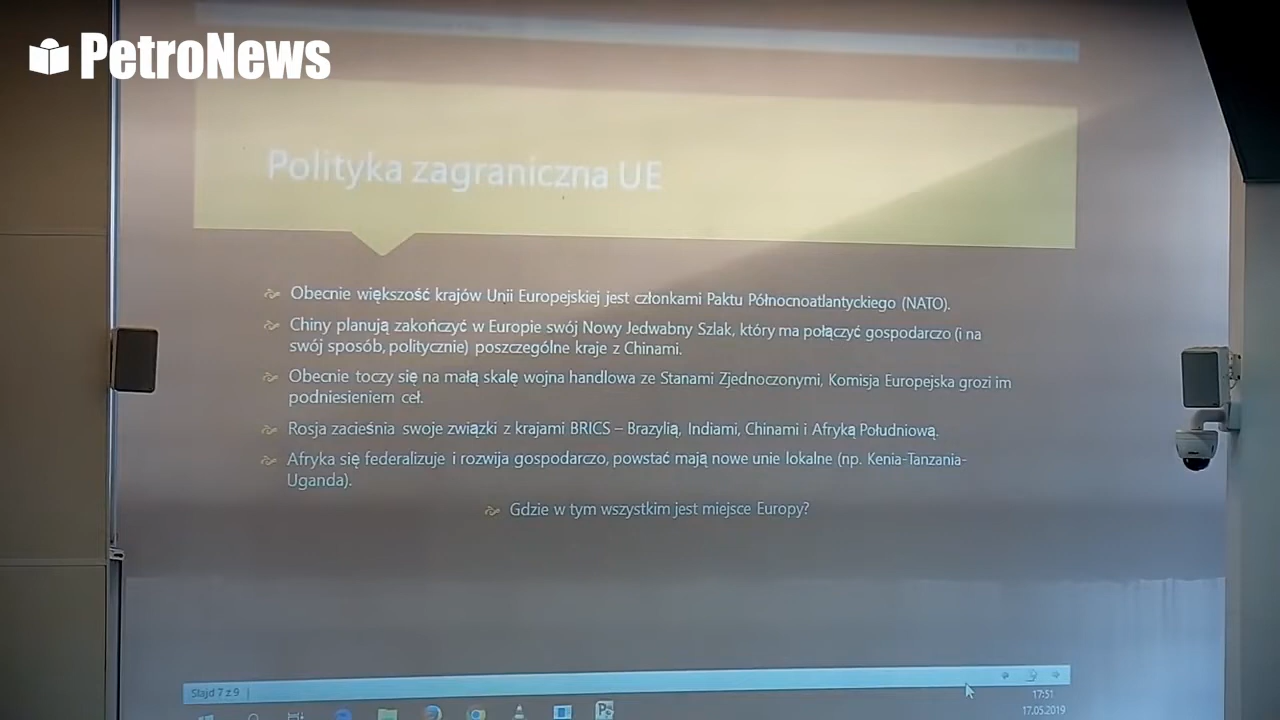 PetroNews
Polityka zagraniczna UE
Obecnie większość krajów Unii Europejskiej jest członkami Paktu Północnoatlantyckiego (NATO).
Chiny planują zakończyć w Europie swój Nowy Jedwabny Szlak, który ma połączyć gospodarczo (i na
swój sposób, politycznie) poszczególne kraje z Chinami.
Obecnie toczy się na małą skalę wojna handlowa ze Stanami Zjednoczonymi, Komisja Europejska grozi im
podniesieniem ceł.
Rosja zacieśnia swoje związki z krajami BRICS – Brazylią, Indiami, Chinami i Afryką Południową.
Afryka się federalizuje i rozwija gospodarczo, powstać mają nowe unie lokalne (np. Kenia-Tanzania-
Uganda).
Gdzie w tym wszystkim jest miejsce Europy?
Slajd 7 z 9
17:51
17.05.2019